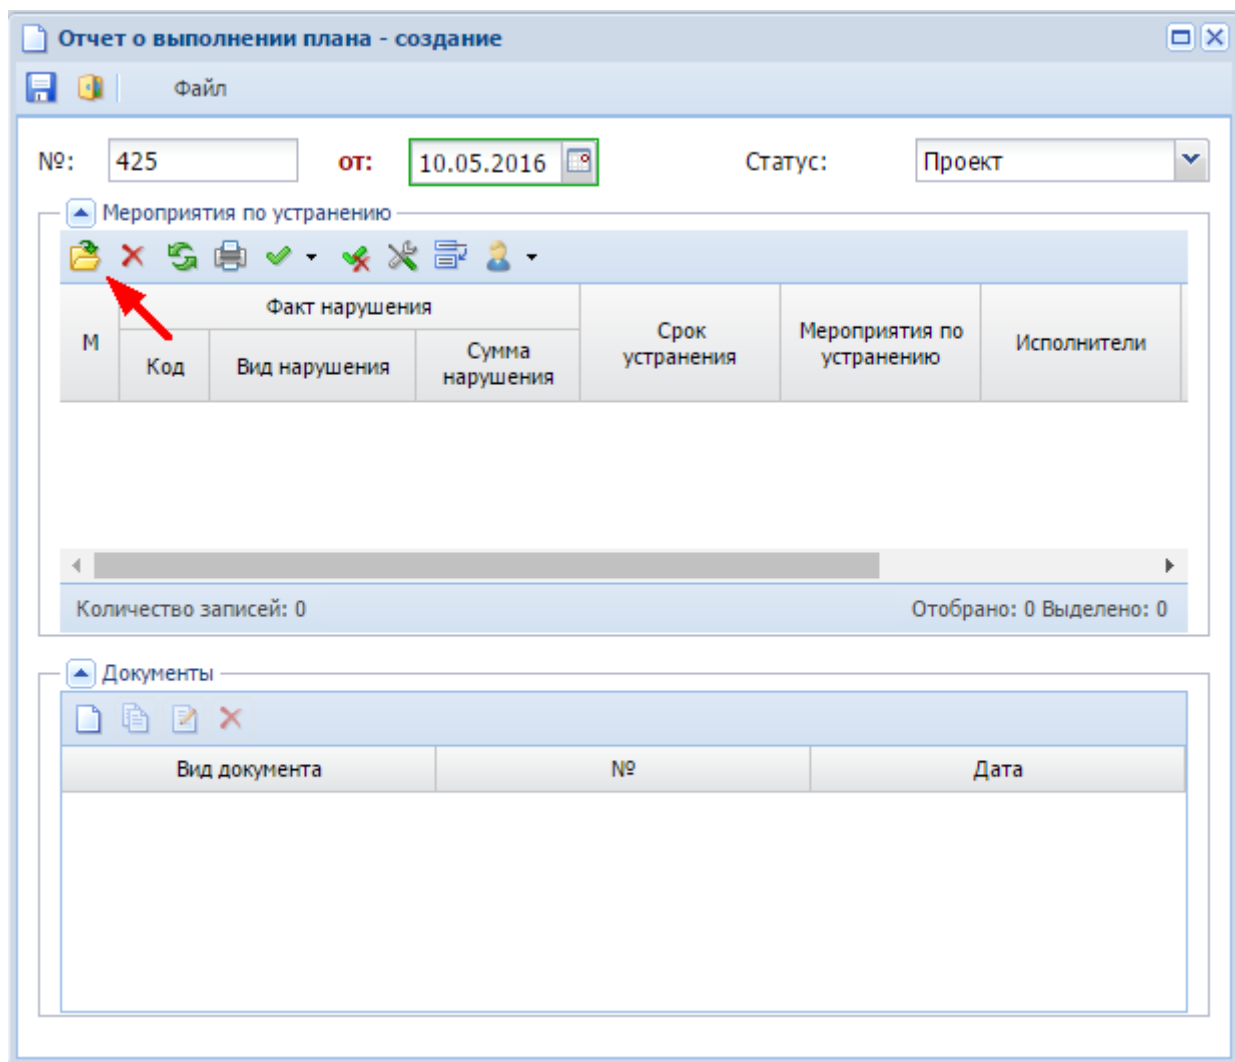 Отчет о выполнении плана - создание
Файл
№: 425 от: 10.05.2016 Статус: Проект
Мероприятия по устранению
М
Факт нарушения
Код
Вид нарушения
Сумма
нарушения
Срок
устранения
Мероприятия по
устранению
Исполнители
Количество записей: 0 Отобрано: 0 Выделено: 0
Документы
Вид документа № Дата